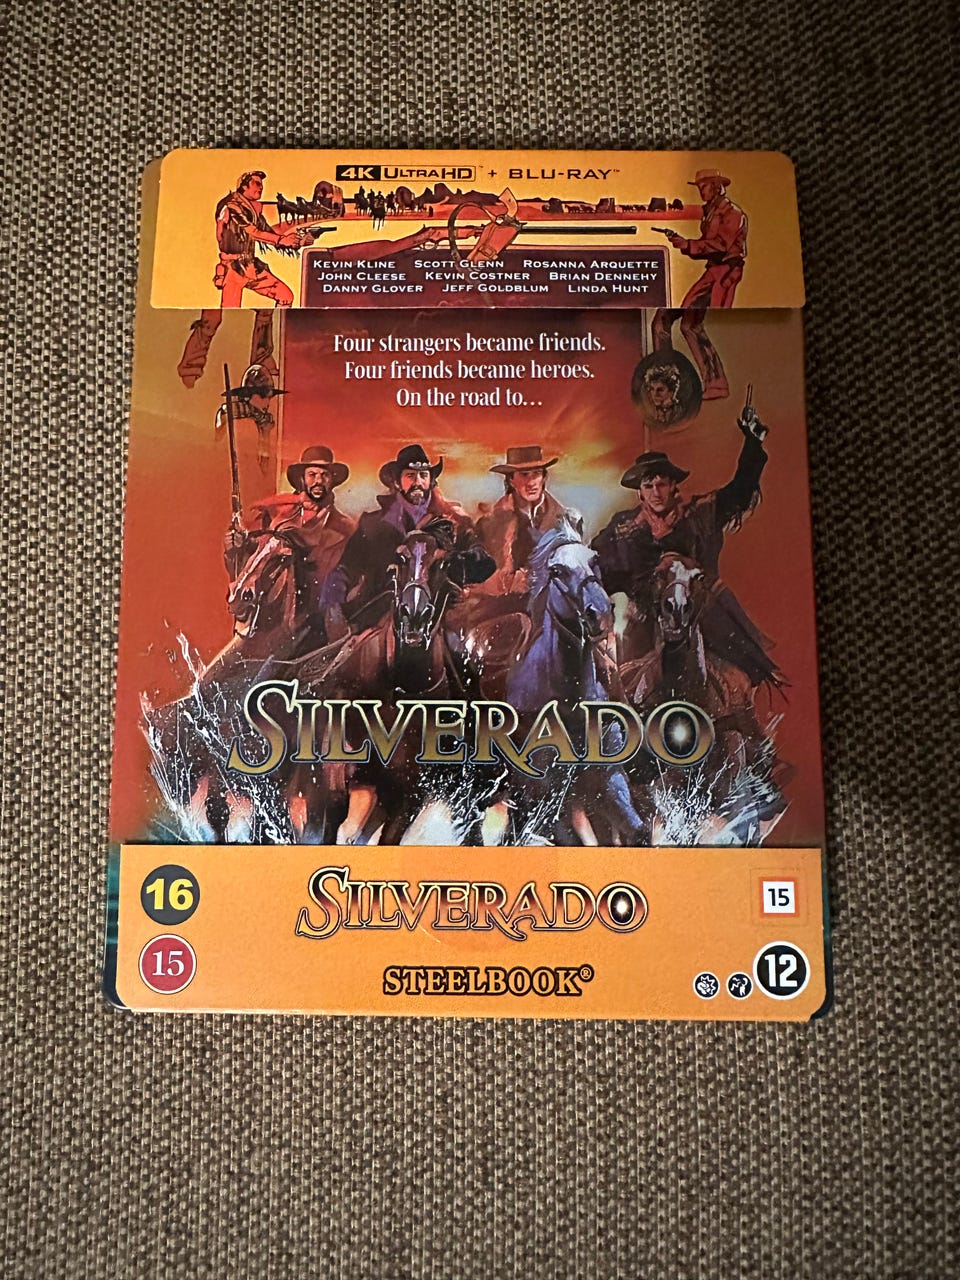 4K ULTRA HD™ + BLU-RAY™
KEVIN KLINE SCOTT GLENN ROSANNA ARQUETTE
JOHN CLEESE KEVIN COSTNER BRIAN DENNEHY
DANNY GLOVER JEFF GOLDBLUM LINDA HUNT
Four strangers became friends.
Four friends became heroes.
On the road to...
SILVERADO
16
SILVERADO
15
15
STEELBOOK®
12